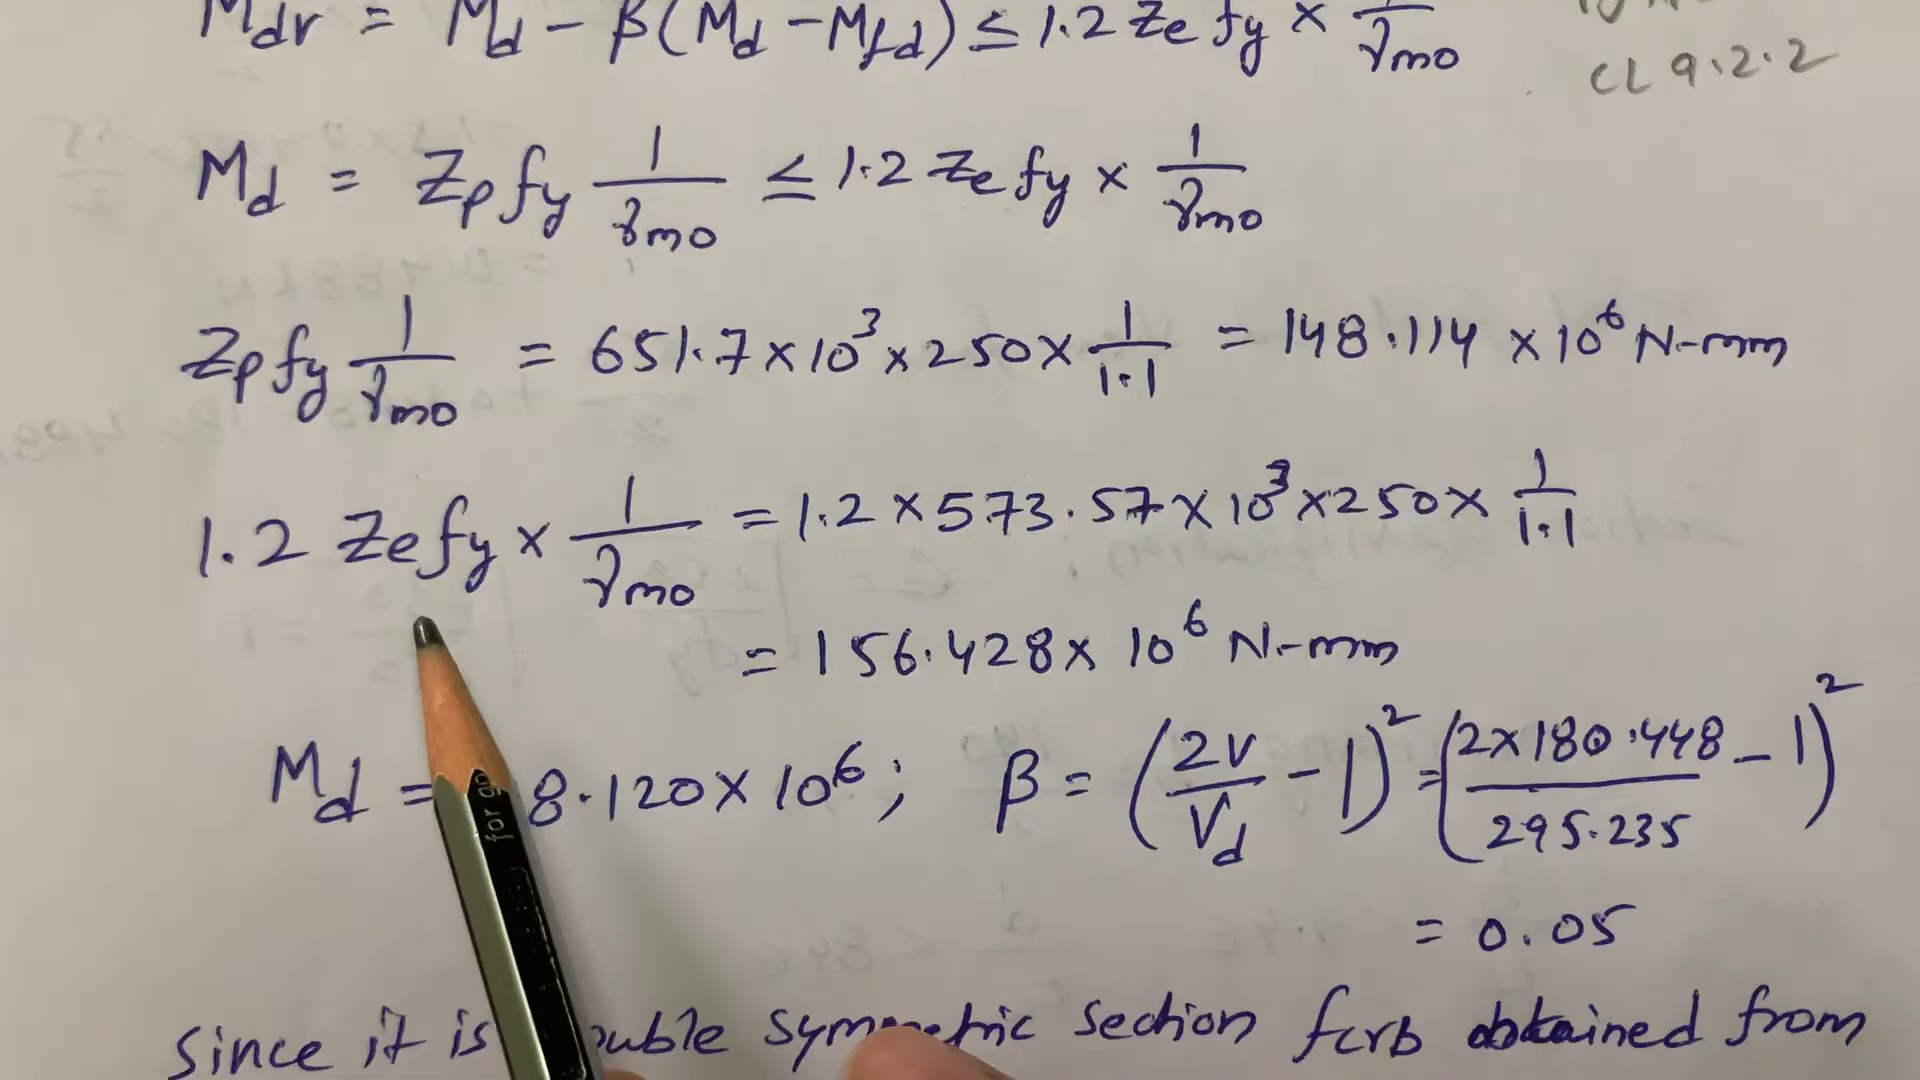 Mdr = Md - β(Md - Mfd) ≤ 1.2 Ze fy × 1/γmo
CL 9.2.2
Md = Zp fy 1/γmo ≤ 1.2 Ze fy × 1/γmo
Zp fy 1/γmo = 651.7 × 10³ × 250 × 1/1.1 = 148.114 × 10⁶ N-mm
1.2 Ze fy × 1/γmo = 1.2 × 573.57 × 10³ × 250 × 1/1.1
= 156.428 × 10⁶ N-mm
Md = 8.120 × 10⁶ ; β = (2V/Vd - 1)² = (2×180.448/295.235 - 1)²
= 0.05
for gr
Since it is symmetric section fcrb obtained from